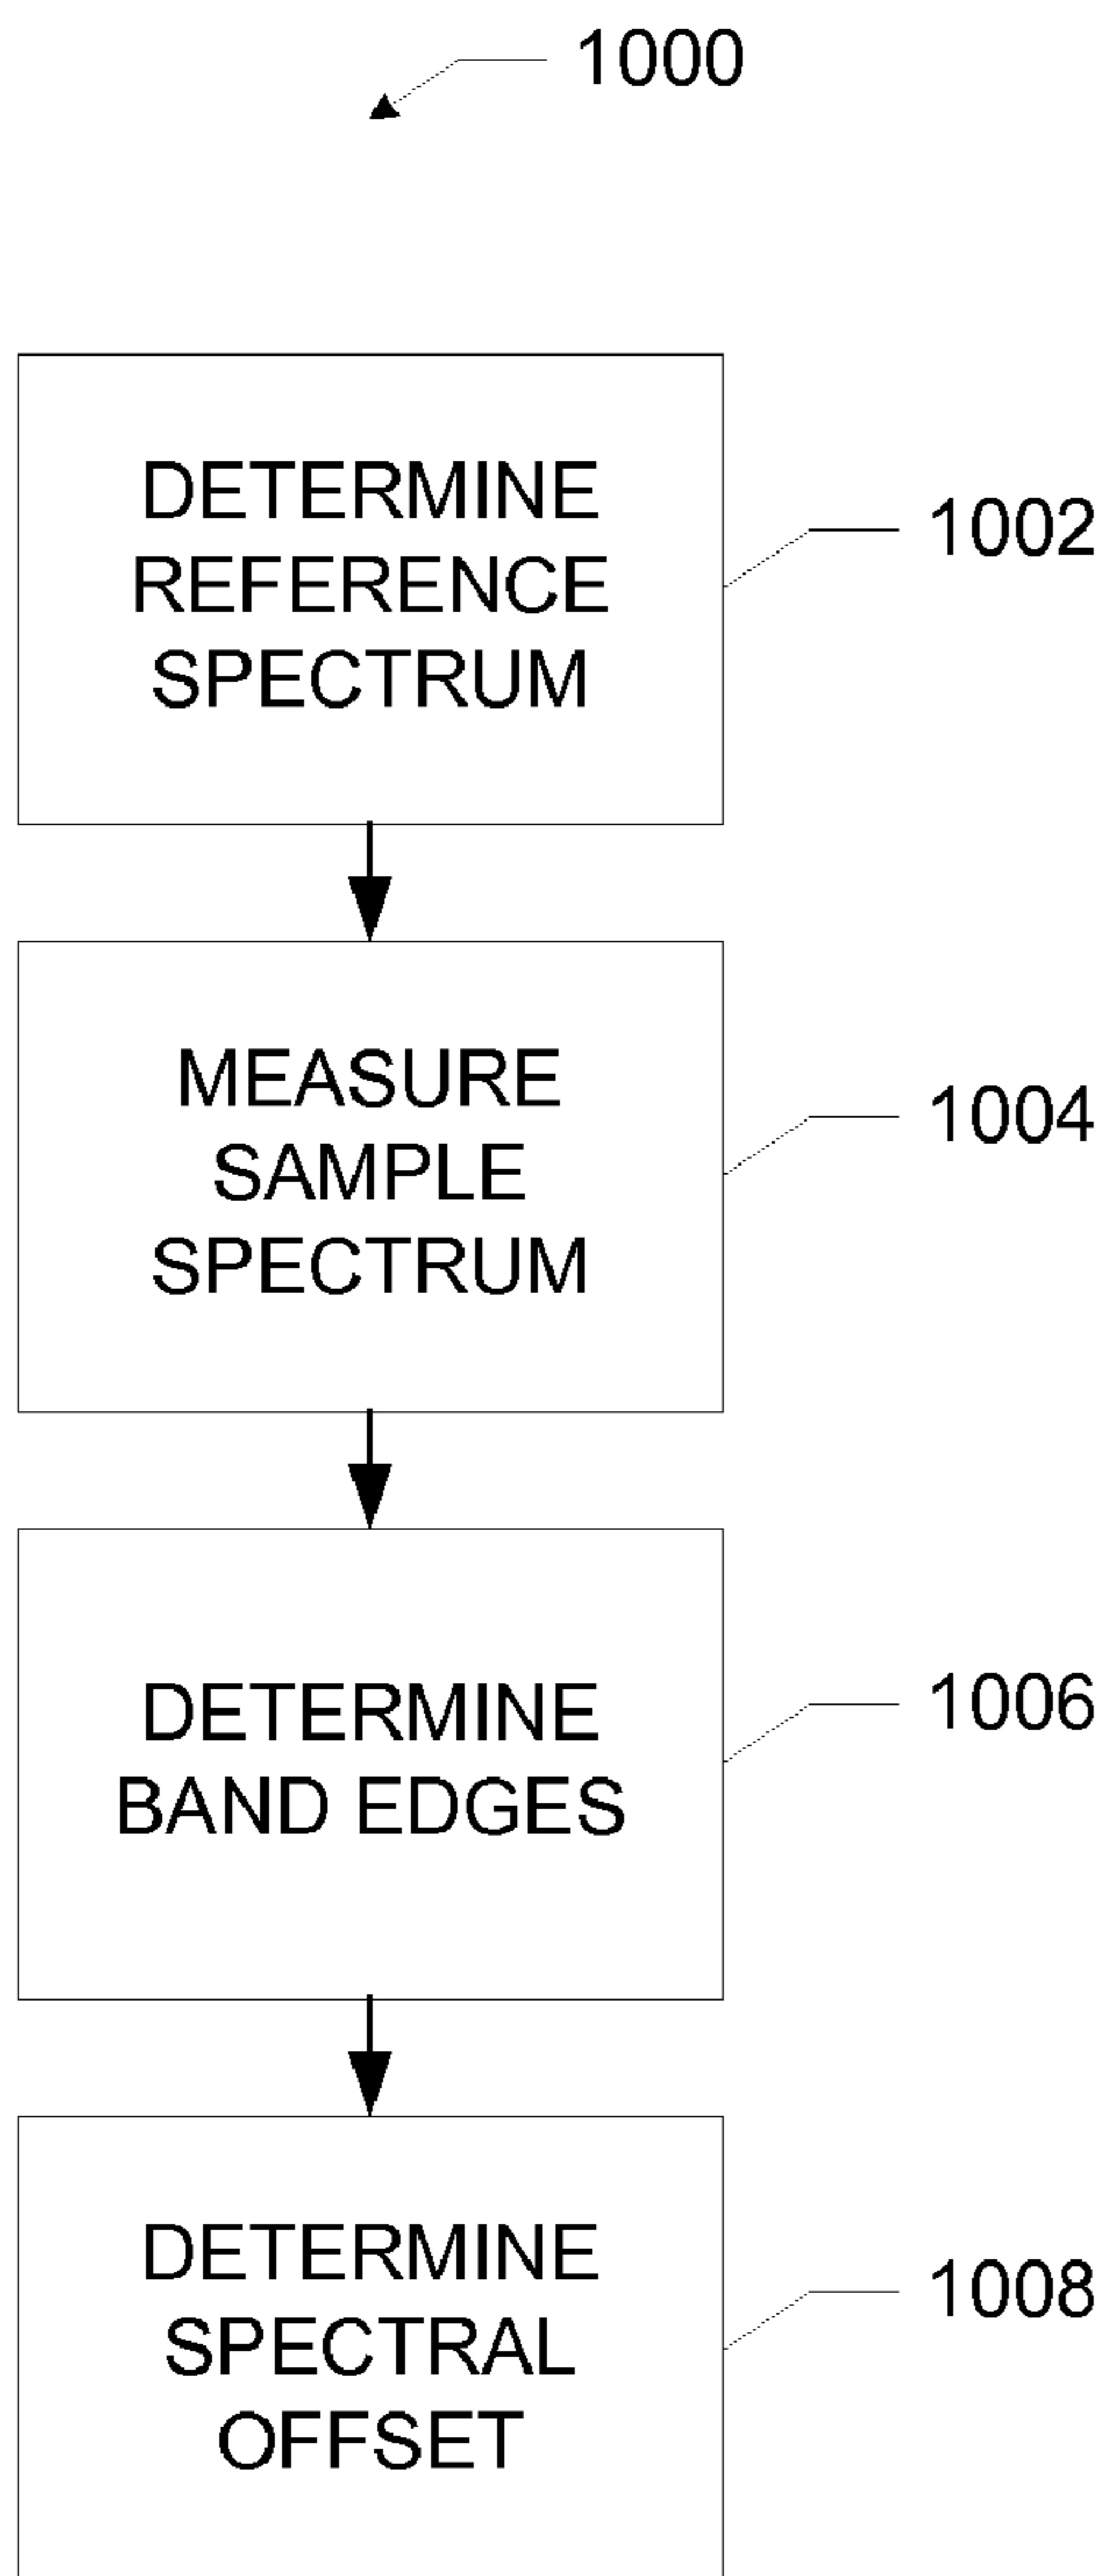 1000
DETERMINE
REFERENCE
SPECTRUM
1002
MEASURE
SAMPLE
SPECTRUM
1004
DETERMINE
BAND EDGES
1006
DETERMINE
SPECTRAL
OFFSET
1008